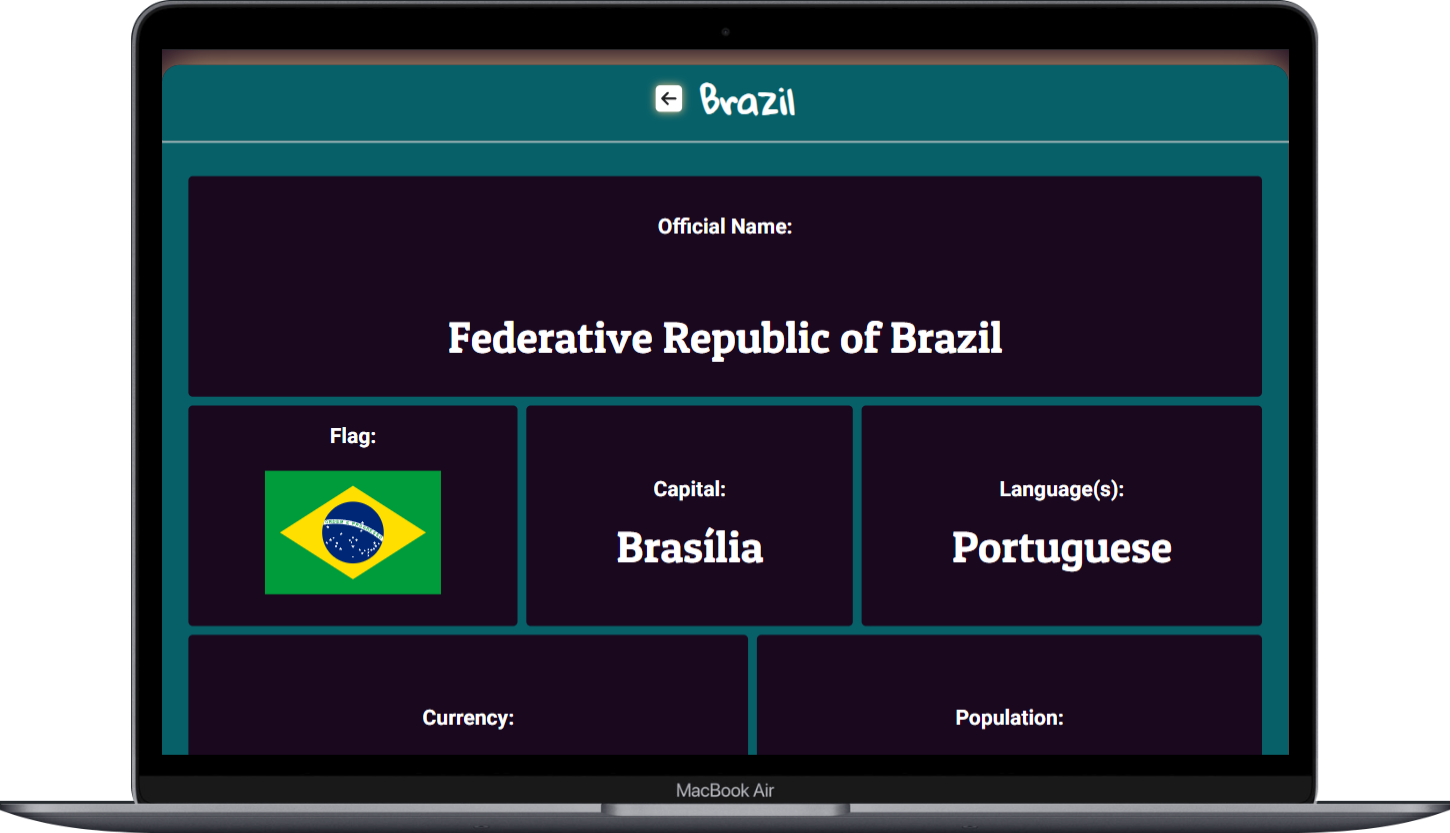 Brazil
Official Name:
Federative Republic of Brazil
Flag:
Capital:
Brasília
Language(s):
Portuguese
Currency:
Population:
MacBook Air